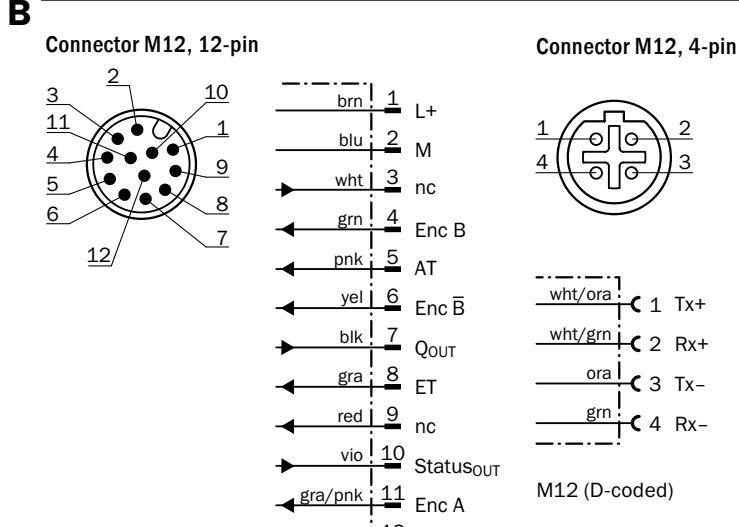 B
Connector M12, 12-pin
Connector M12, 4-pin
2
3
10
11
1
4
9
5
8
6
7
12
brn 1 L+
blu 2 M
wht 3 nc
grn 4 Enc B
pnk 5 AT
yel 6 Enc B̅
blk 7 QOUT
gra 8 ET
red 9 nc
vio 10 StatusOUT
gra/pnk 11 Enc A
1 2
4 3
wht/ora 1 Tx+
wht/grn 2 Rx+
ora 3 Tx–
grn 4 Rx–
M12 (D-coded)